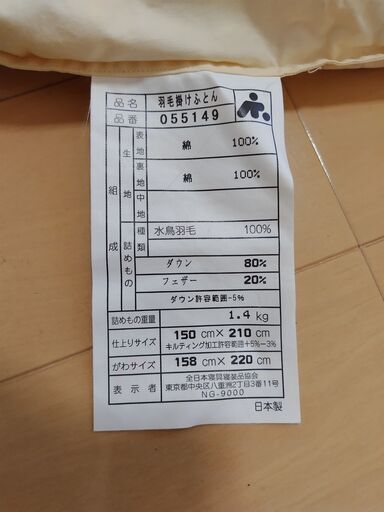 品名 羽毛掛けふとん
品番 055149
組成 生地 表地 綿 100%
裏地 綿 100%
中地
詰めもの 種類 水鳥羽毛 100%
ダウン 80%
フェザー 20%
ダウン許容範囲-5%
詰めもの重量 1.4 kg
仕上りサイズ 150 cm × 210 cm
キルティング加工許容範囲+5%-3%
がわサイズ 158 cm × 220 cm
表示者 全日本寝具寝装品協会
東京都中央区八重洲2丁目3番11号
NG-9000
日本製